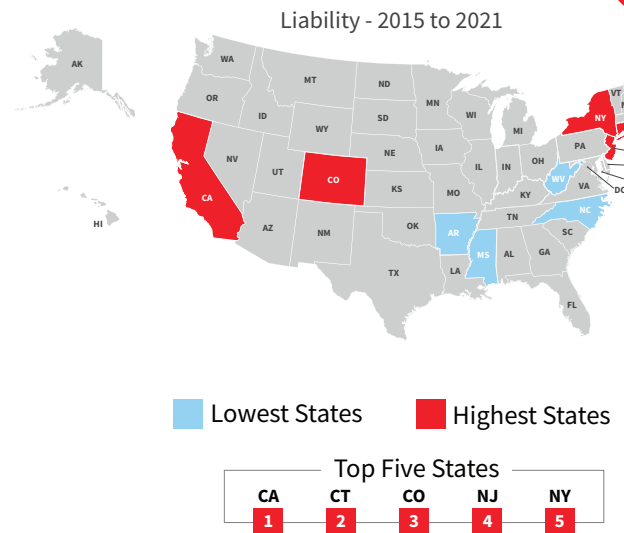 Liability - 2015 to 2021
AK
WA
MT
ND
MN
VT
OR
ID
SD
WI
MI
NY
WY
IA
PA
NV
NE
IL
IN
OH
UT
CO
WV
VA
DC
CA
KS
MO
KY
NC
HI
AZ
NM
OK
AR
TN
SC
MS
AL
GA
TX
LA
FL
Lowest States
Highest States
Top Five States
CA CT CO NJ NY
1 2 3 4 5